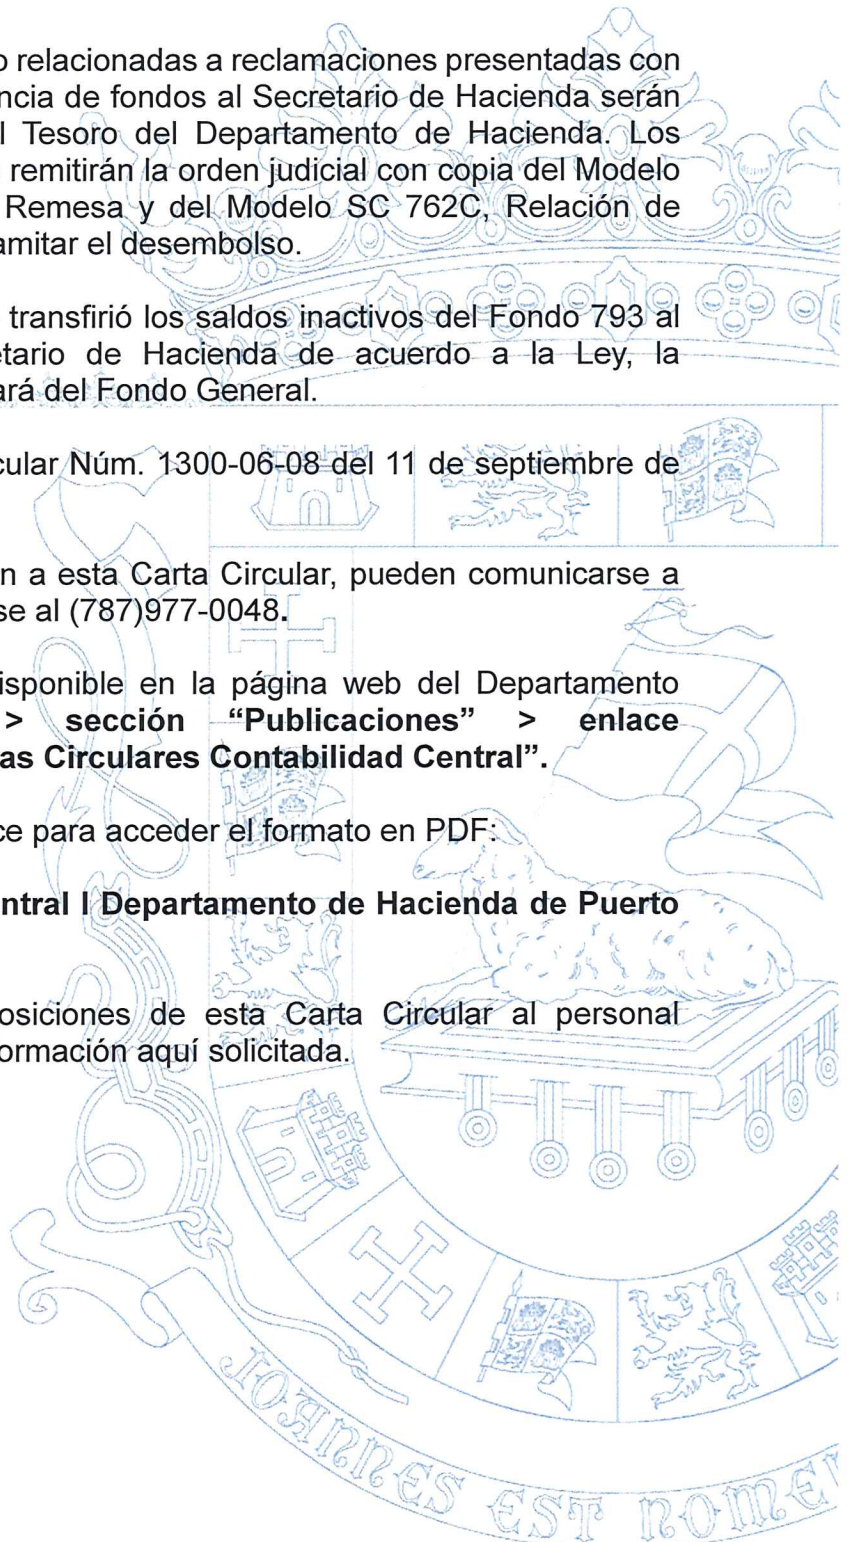 o relacionadas a reclamaciones presentadas con
ncia de fondos al Secretario de Hacienda serán
l Tesoro del Departamento de Hacienda. Los
remitirán la orden judicial con copia del Modelo
Remesa y del Modelo SC 762C, Relación de
amitar el desembolso.
transfirió los saldos inactivos del Fondo 793 al
etario de Hacienda de acuerdo a la Ley, la
ará del Fondo General.
cular Núm. 1300-06-08 del 11 de septiembre de
n a esta Carta Circular, pueden comunicarse a
se al (787)977-0048.
isponible en la página web del Departamento
> sección “Publicaciones” > enlace
as Circulares Contabilidad Central”.
ce para acceder el formato en PDF:
ntral I Departamento de Hacienda de Puerto
osiciones de esta Carta Circular al personal
ormación aquí solicitada.
JOANNES EST NOME